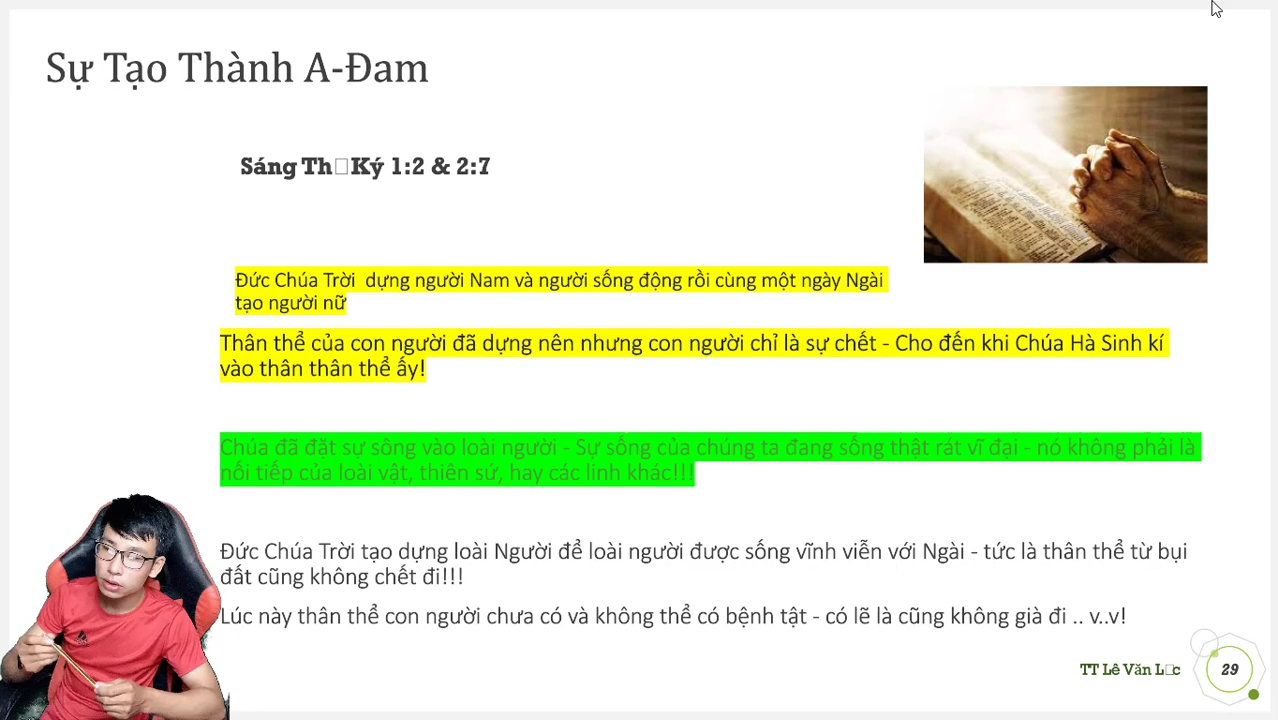 Sự Tạo Thành A-Đam
Sáng Th□Ký 1:2 & 2:7
Đức Chúa Trời dựng người Nam và người sống động rồi cùng một ngày Ngài
tạo người nữ
Thân thể của con người đã dựng nên nhưng con người chỉ là sự chết - Cho đến khi Chúa Hà Sinh kí
vào thân thân thể ấy!
Chúa đã đặt sự sông vào loài người - Sự sống của chúng ta đang sống thật rát vĩ đại - nó không phải là
nối tiếp của loài vật, thiên sứ, hay các linh khác!!!
Đức Chúa Trời tạo dựng loài Người để loài người được sống vĩnh viễn với Ngài - tức là thân thể từ bụi
đất cũng không chết đi!!!
Lúc này thân thể con người chưa có và không thể có bệnh tật - có lẽ là cũng không già đi .. v..v!
TT Lê Văn L□c
29